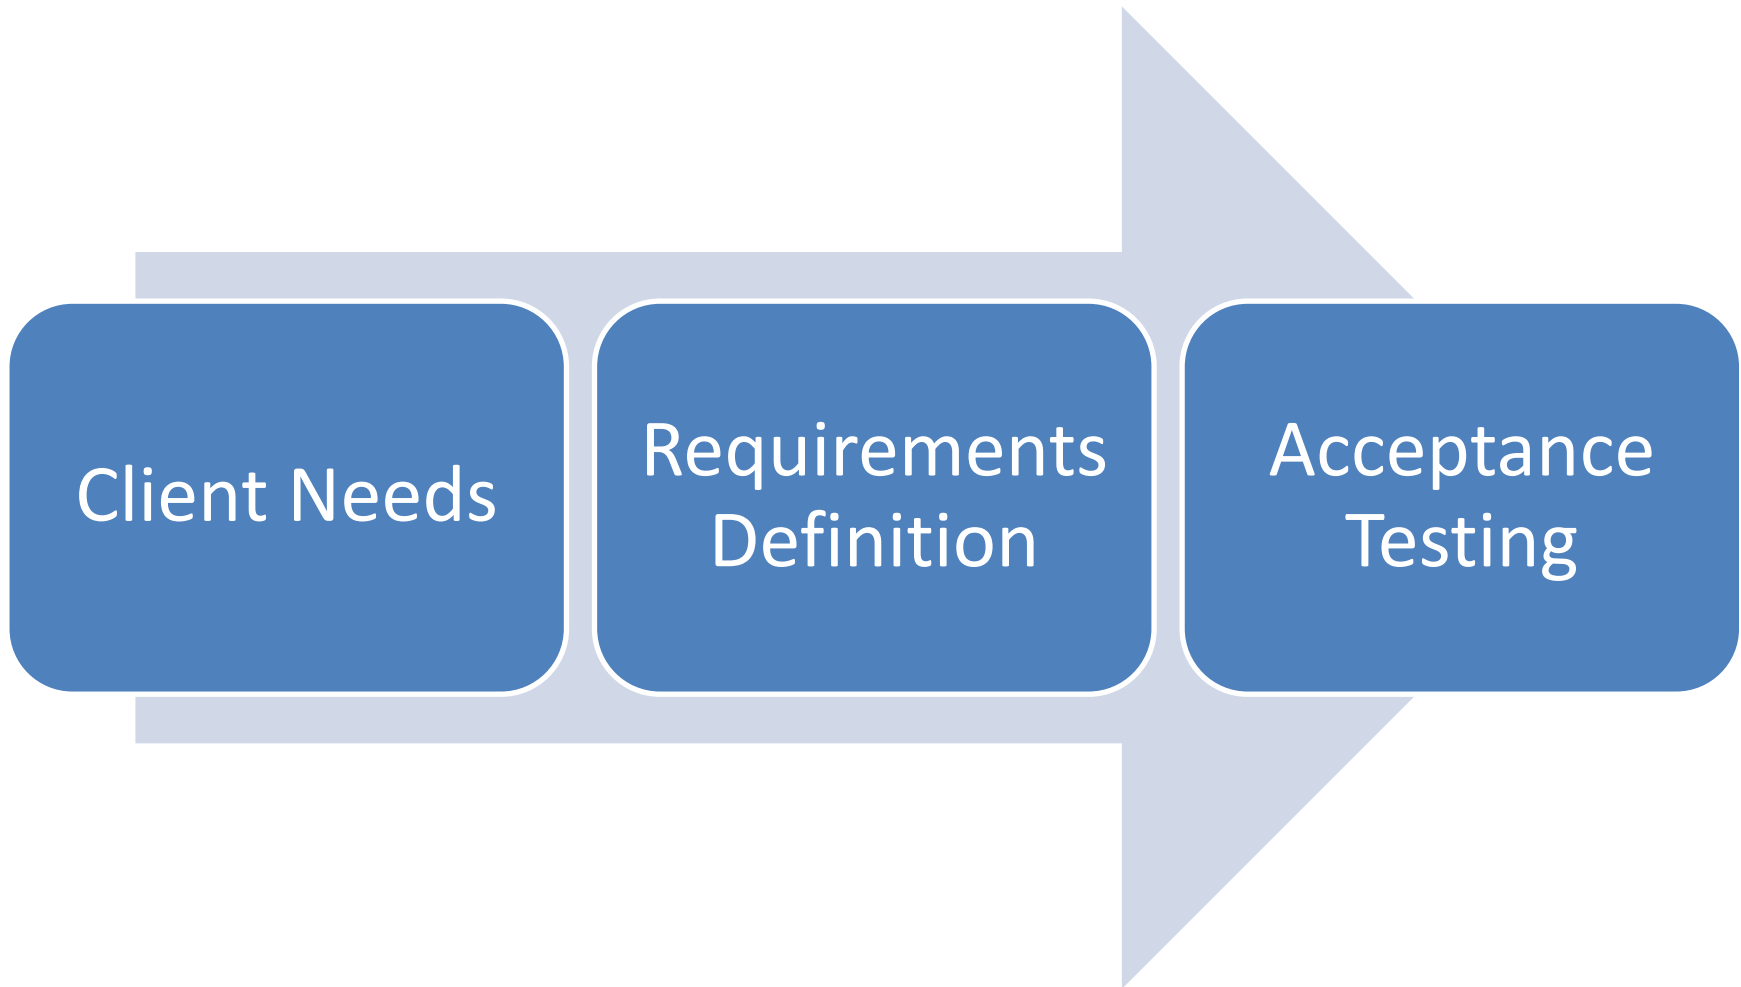 Client Needs
Requirements
Definition
Acceptance
Testing